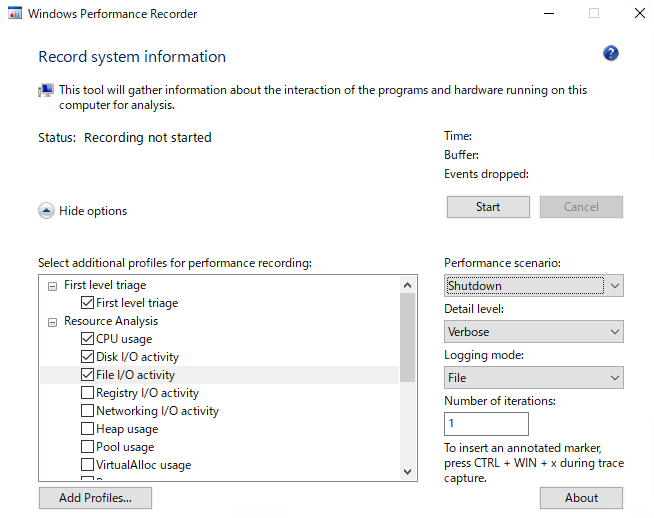 Windows Performance Recorder
Record system information
This tool will gather information about the interaction of the programs and hardware running on this
computer for analysis.
Status: Recording not started
Time:
Buffer:
Events dropped:
Start
Cancel
Hide options
Select additional profiles for performance recording:
First level triage
First level triage
Resource Analysis
CPU usage
Disk I/O activity
File I/O activity
Registry I/O activity
Networking I/O activity
Heap usage
Pool usage
VirtualAlloc usage
Add Profiles...
Performance scenario:
Shutdown
Detail level:
Verbose
Logging mode:
File
Number of iterations:
1
To insert an annotated marker,
press CTRL + WIN + x during trace
capture.
About